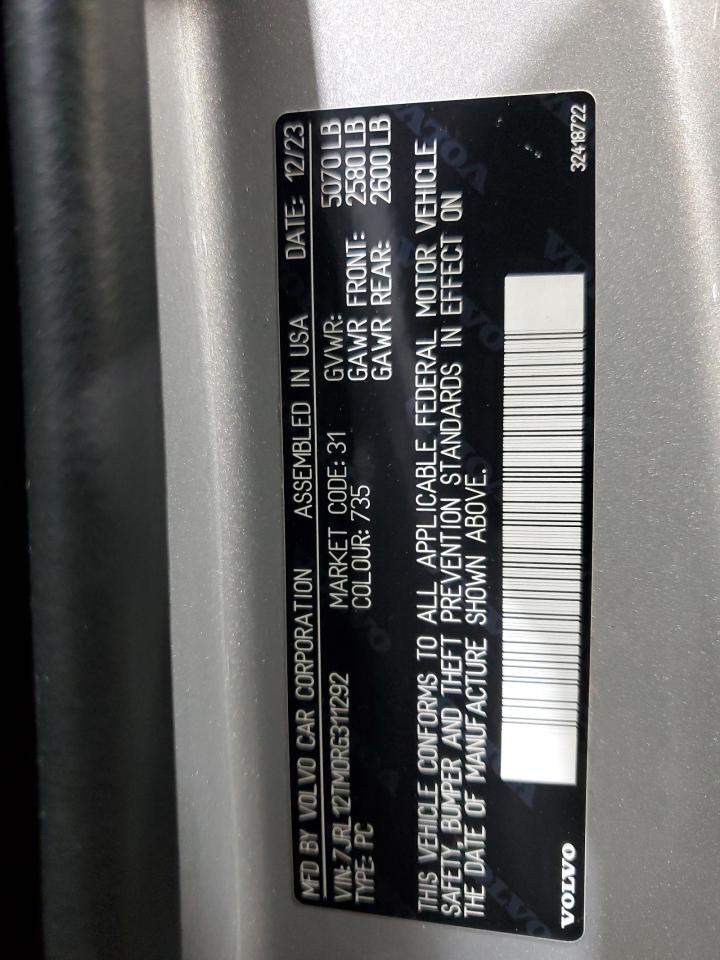 MFD BY VOLVO CAR CORPORATION ASSEMBLED IN USA DATE: 12/23
VIN: 7JRL12TM0RG311292 MARKET CODE: 31 GVWR: 5070 LB
TYPE: PC COLOUR: 735 GAWR FRONT: 2580 LB
GAWR REAR: 2600 LB
THIS VEHICLE CONFORMS TO ALL APPLICABLE FEDERAL MOTOR VEHICLE
SAFETY, BUMPER AND THEFT PREVENTION STANDARDS IN EFFECT ON
THE DATE OF MANUFACTURE SHOWN ABOVE.
VOLVO 32418722